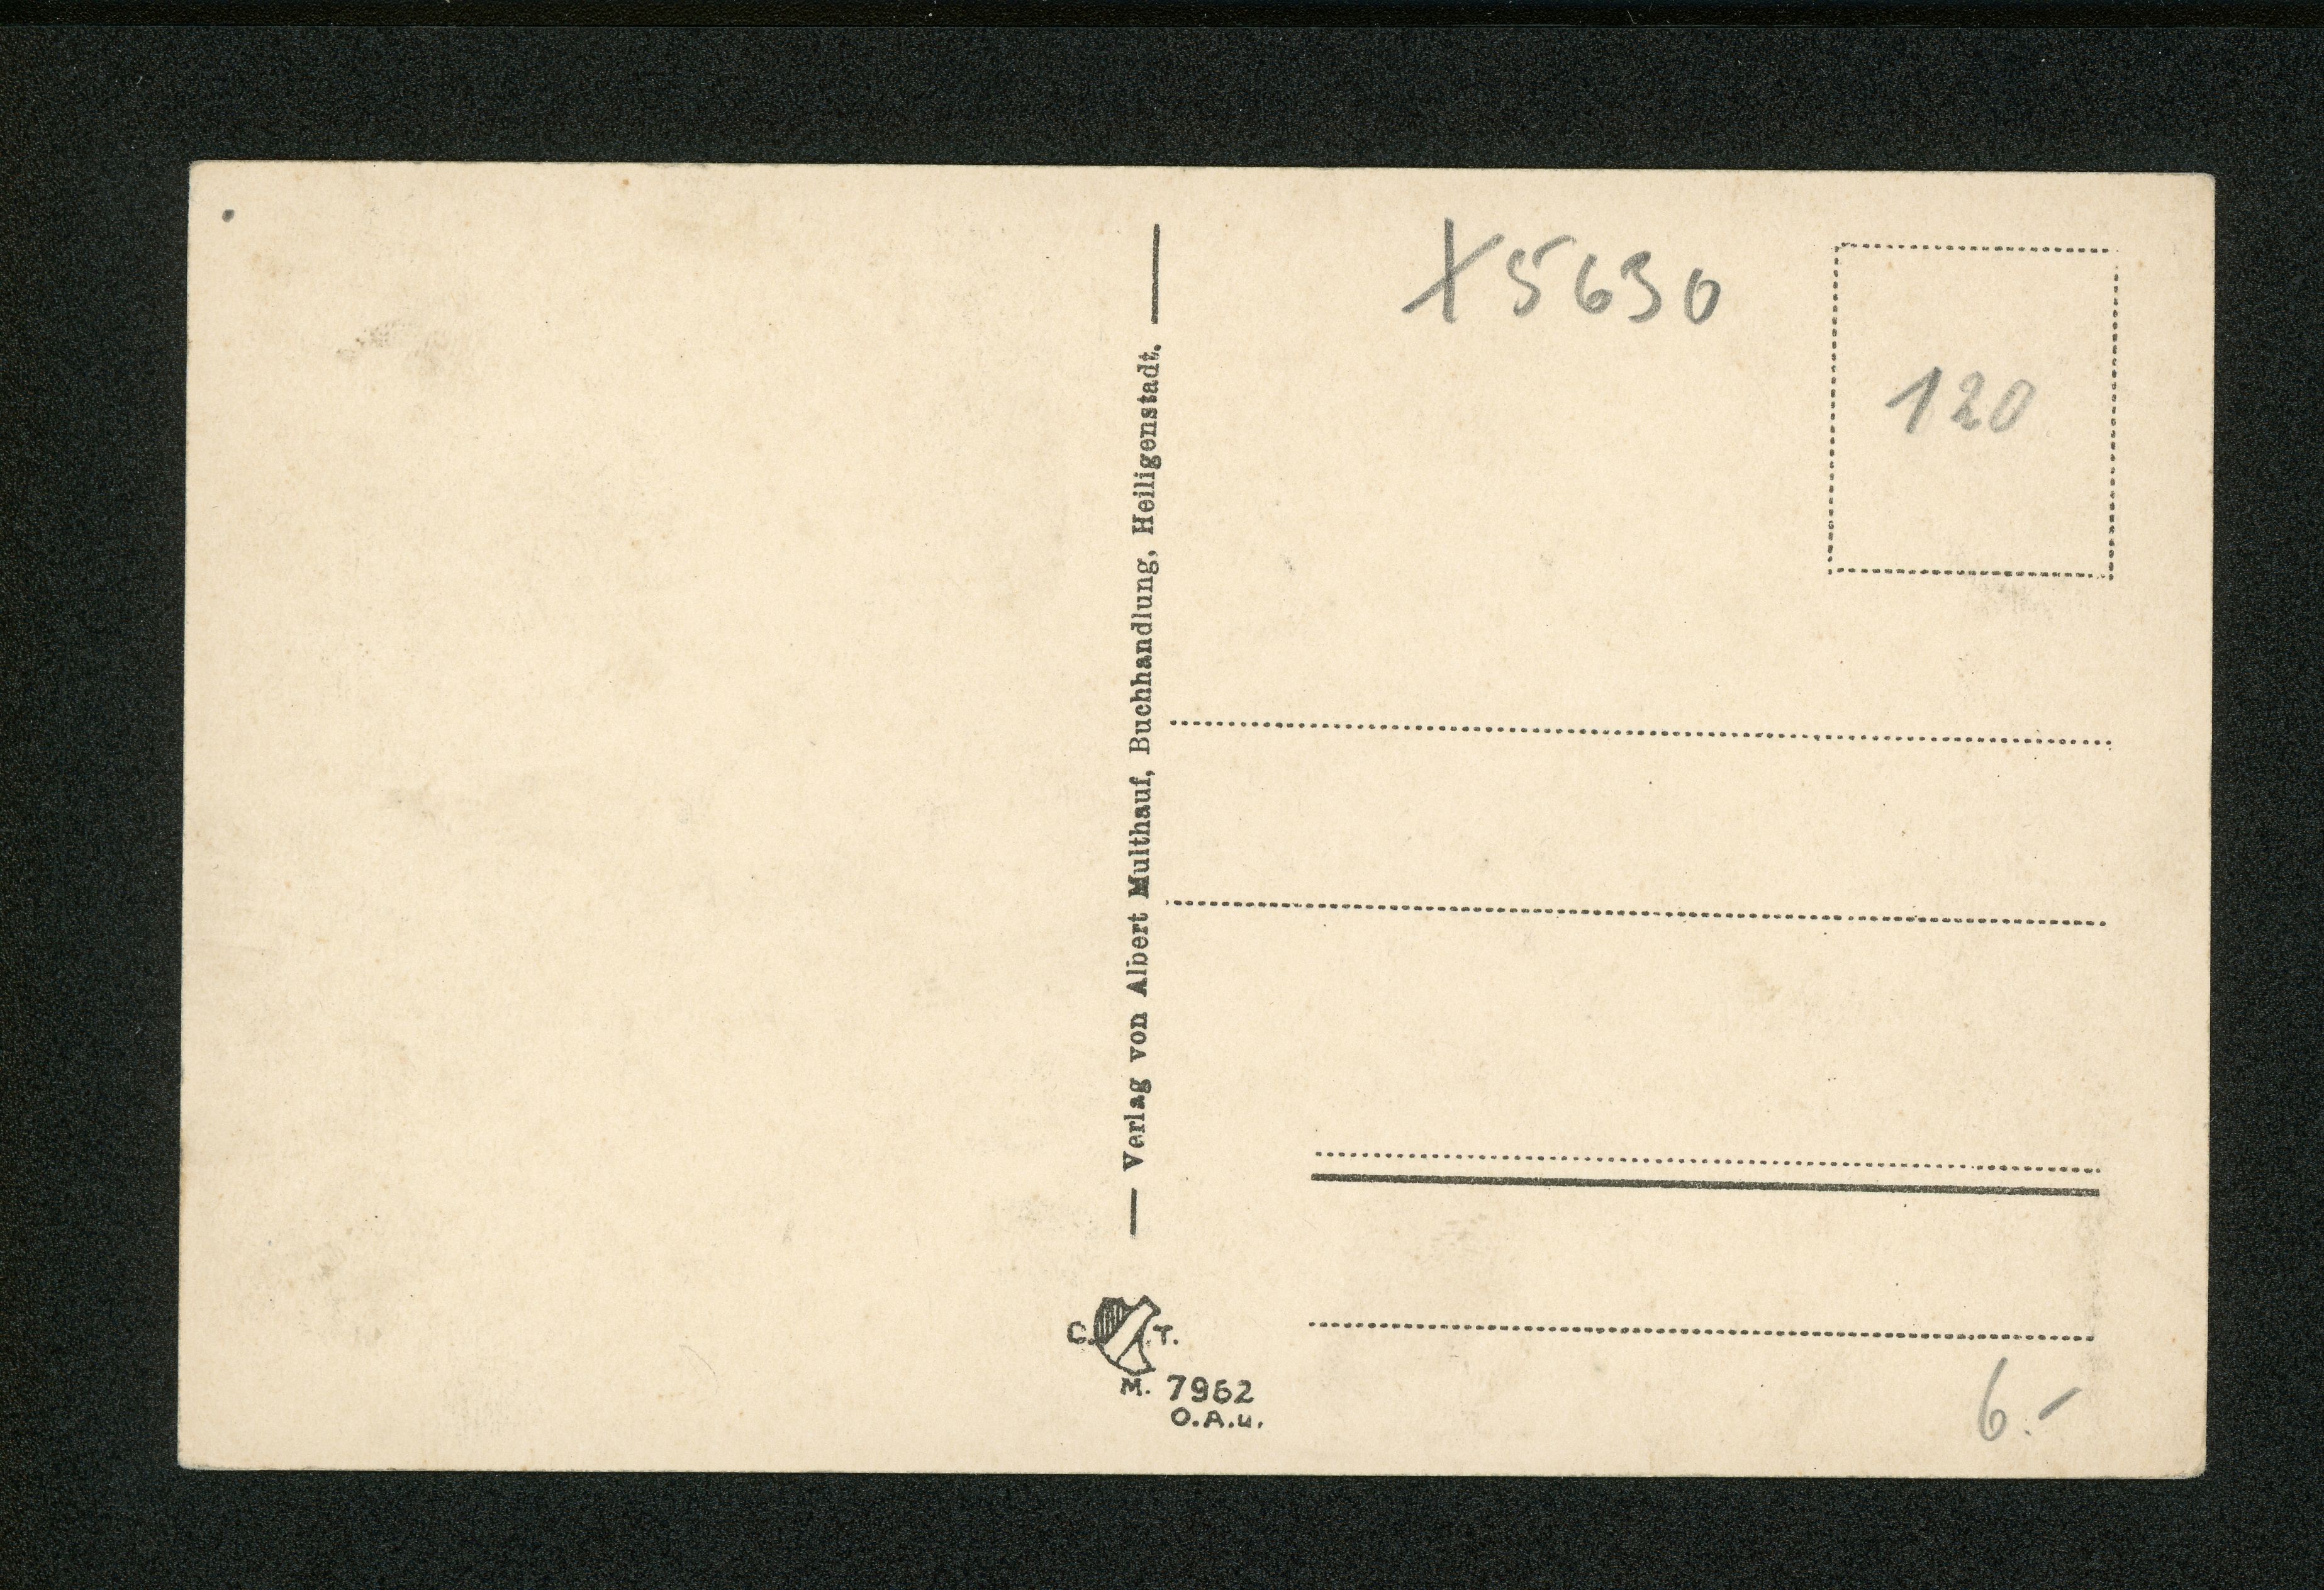 X5630
120
Verlag von Albert Multhauf, Buchhandlung, Heiligenstadt.
C. T.
M. 7962
O.A.u.
6.-